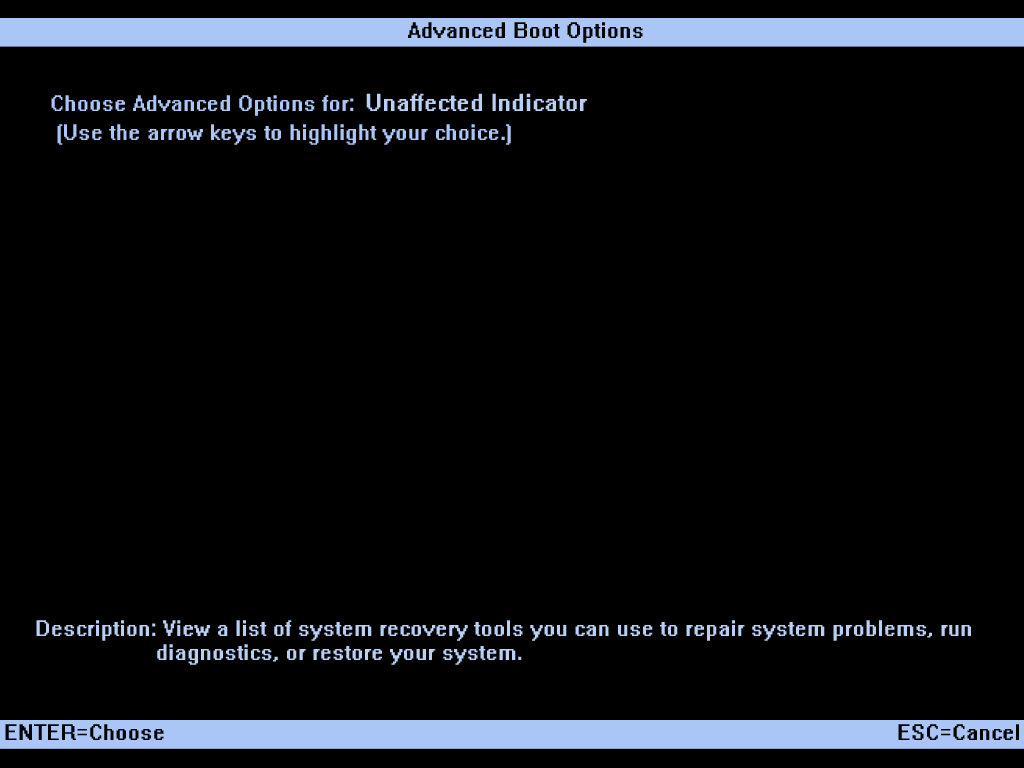 Advanced Boot Options
Choose Advanced Options for: Unaffected Indicator
(Use the arrow keys to highlight your choice.)
Description: View a list of system recovery tools you can use to repair system problems, run
diagnostics, or restore your system.
ENTER=Choose ESC=Cancel